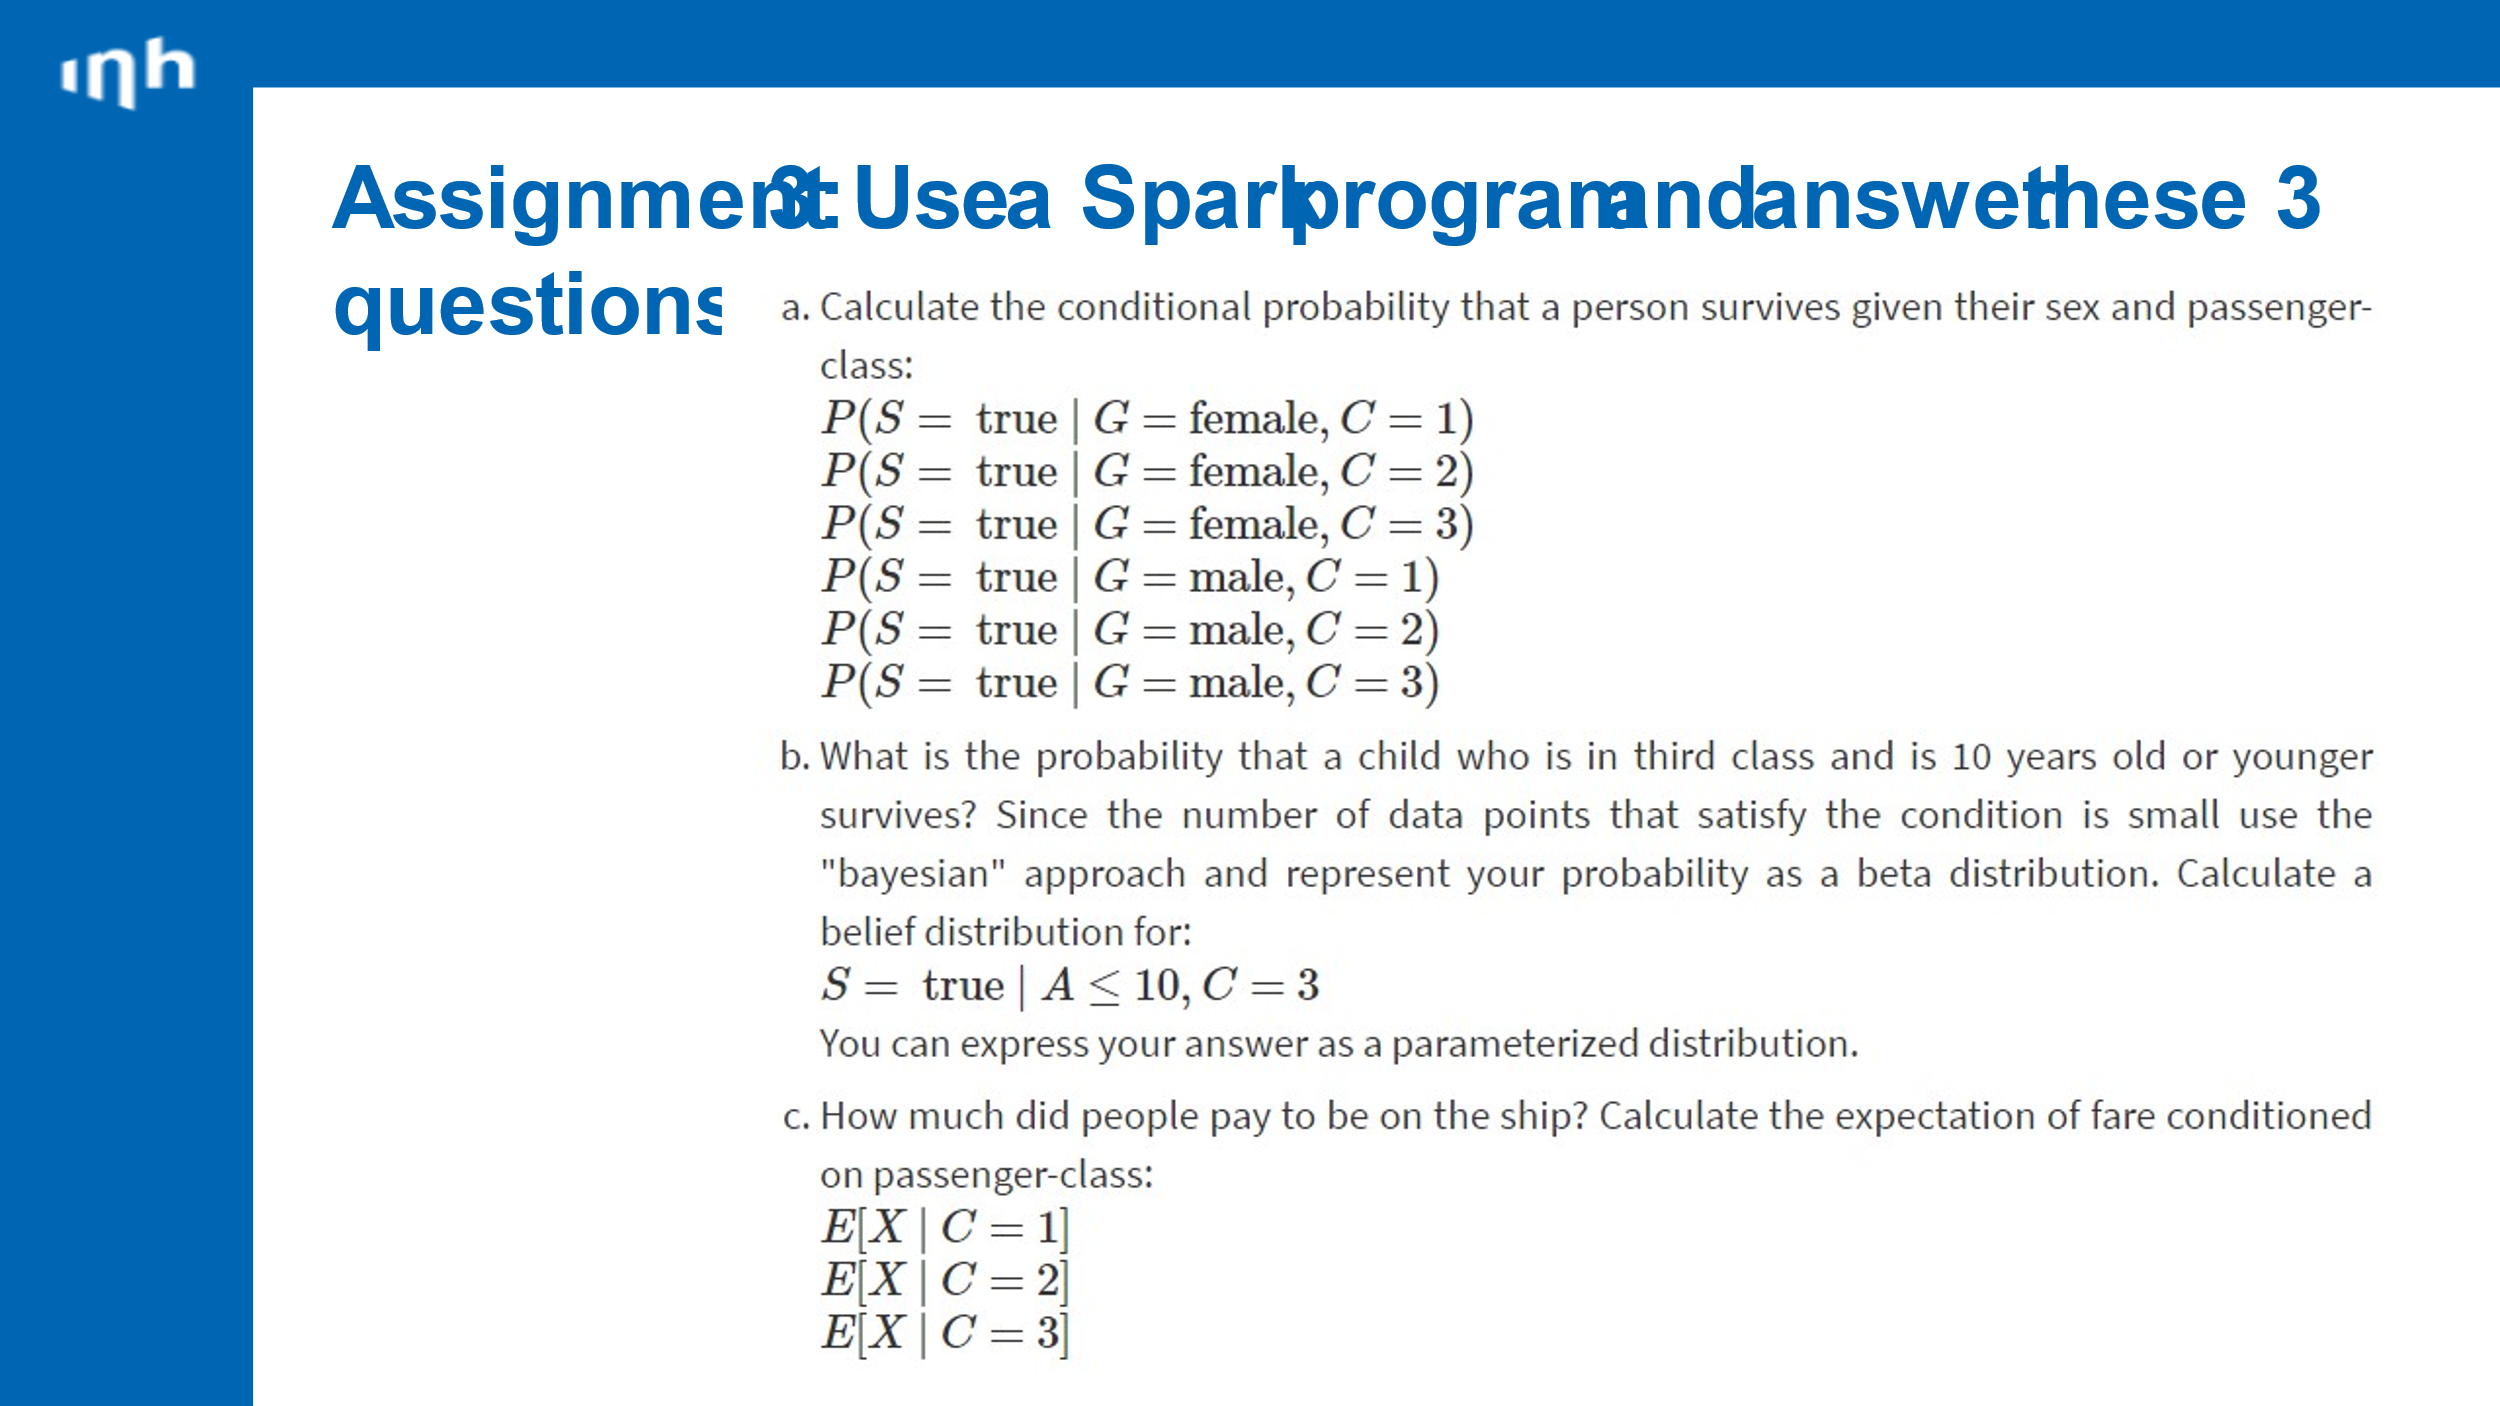 inh
Assignment 3: Use a Spark program and answer these 3
questions
a. Calculate the conditional probability that a person survives given their sex and passenger-
class:
P(S = true | G = female, C = 1)
P(S = true | G = female, C = 2)
P(S = true | G = female, C = 3)
P(S = true | G = male, C = 1)
P(S = true | G = male, C = 2)
P(S = true | G = male, C = 3)
b. What is the probability that a child who is in third class and is 10 years old or younger
survives? Since the number of data points that satisfy the condition is small use the
"bayesian" approach and represent your probability as a beta distribution. Calculate a
belief distribution for:
S = true | A ≤ 10, C = 3
You can express your answer as a parameterized distribution.
c. How much did people pay to be on the ship? Calculate the expectation of fare conditioned
on passenger-class:
E[X | C = 1]
E[X | C = 2]
E[X | C = 3]